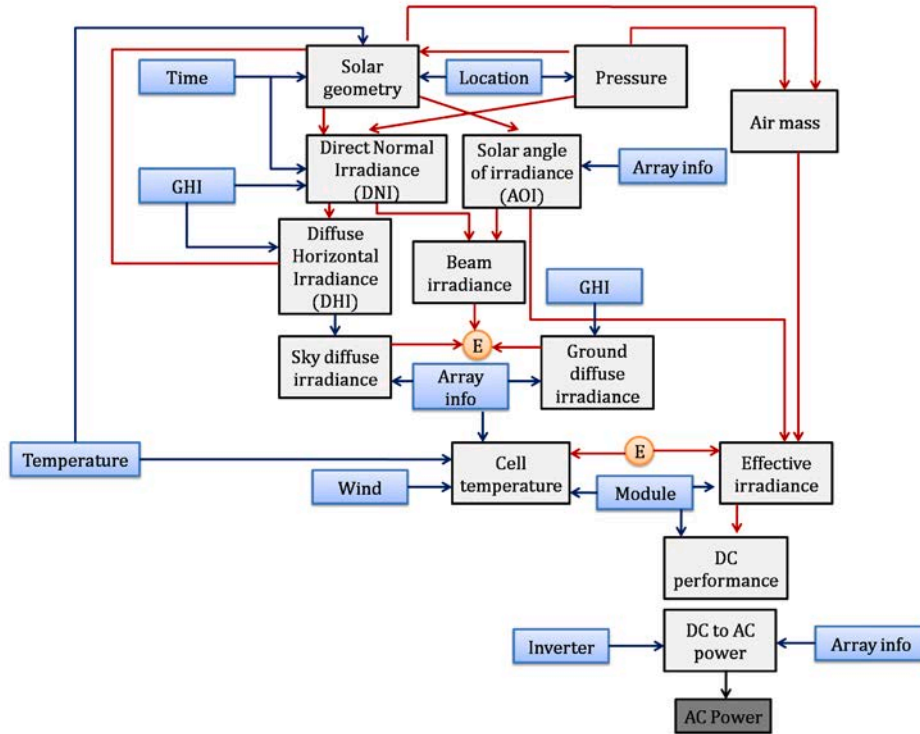 Solar
geometry
Time
Location
Pressure
Air mass
Direct Normal
Irradiance
(DNI)
Solar angle
of irradiance
(AOI)
Array info
GHI
Diffuse
Horizontal
Irradiance
(DHI)
Beam
irradiance
GHI
Sky diffuse
irradiance
E
Ground
diffuse
irradiance
Array
info
Temperature
Cell
temperature
E
Effective
irradiance
Wind
Module
DC
performance
Inverter
DC to AC
power
Array info
AC Power